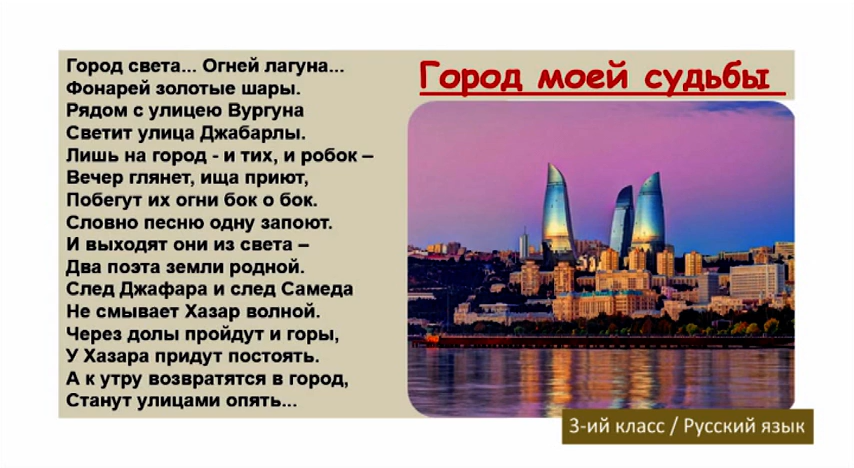 Город моей судьбы
Город света... Огней лагуна...
Фонарей золотые шары.
Рядом с улицею Вургуна
Светит улица Джабарлы.
Лишь на город - и тих, и робок –
Вечер глянет, ища приют,
Побегут их огни бок о бок.
Словно песню одну запоют.
И выходят они из света –
Два поэта земли родной.
След Джафара и след Самеда
Не смывает Хазар волной.
Через долы пройдут и горы,
У Хазара придут постоять.
А к утру возвратятся в город,
Станут улицами опять...
3-ий класс / Русский язык